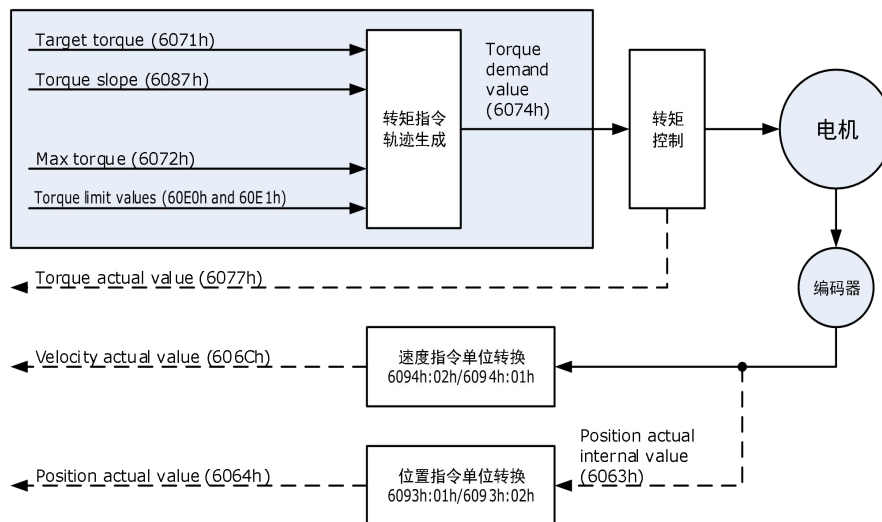 Target torque (6071h)
Torque slope (6087h)
Max torque (6072h)
Torque limit values (60E0h and 60E1h)
转矩指令
轨迹生成
Torque
demand
value
(6074h)
转矩
控制
电机
编码器
Torque actual value (6077h)
Velocity actual value (606Ch)
速度指令单位转换
6094h:02h/6094h:01h
Position actual
internal value
(6063h)
Position actual value (6064h)
位置指令单位转换
6093h:01h/6093h:02h